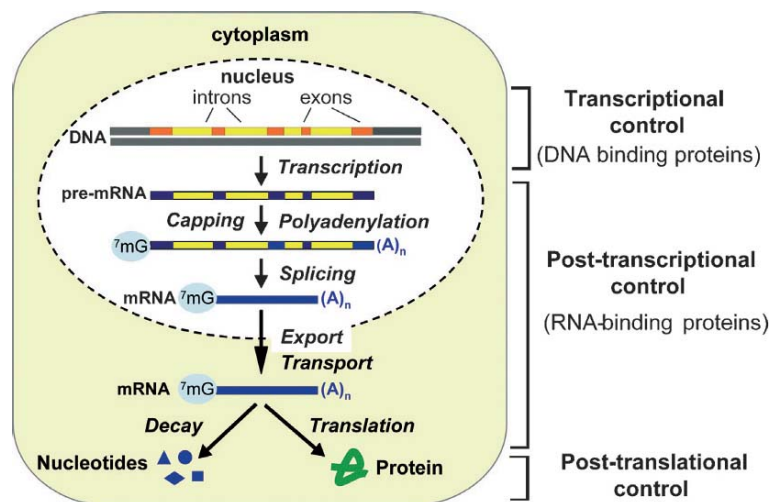 cytoplasm
nucleus
introns exons
DNA
Transcription
pre-mRNA
Capping Polyadenylation
⁷mG (A)ₙ
Splicing
mRNA ⁷mG (A)ₙ
Export
Transport
mRNA ⁷mG (A)ₙ
Decay Translation
Nucleotides Protein
Transcriptional
control
(DNA binding proteins)
Post-transcriptional
control
(RNA-binding proteins)
Post-translational
control